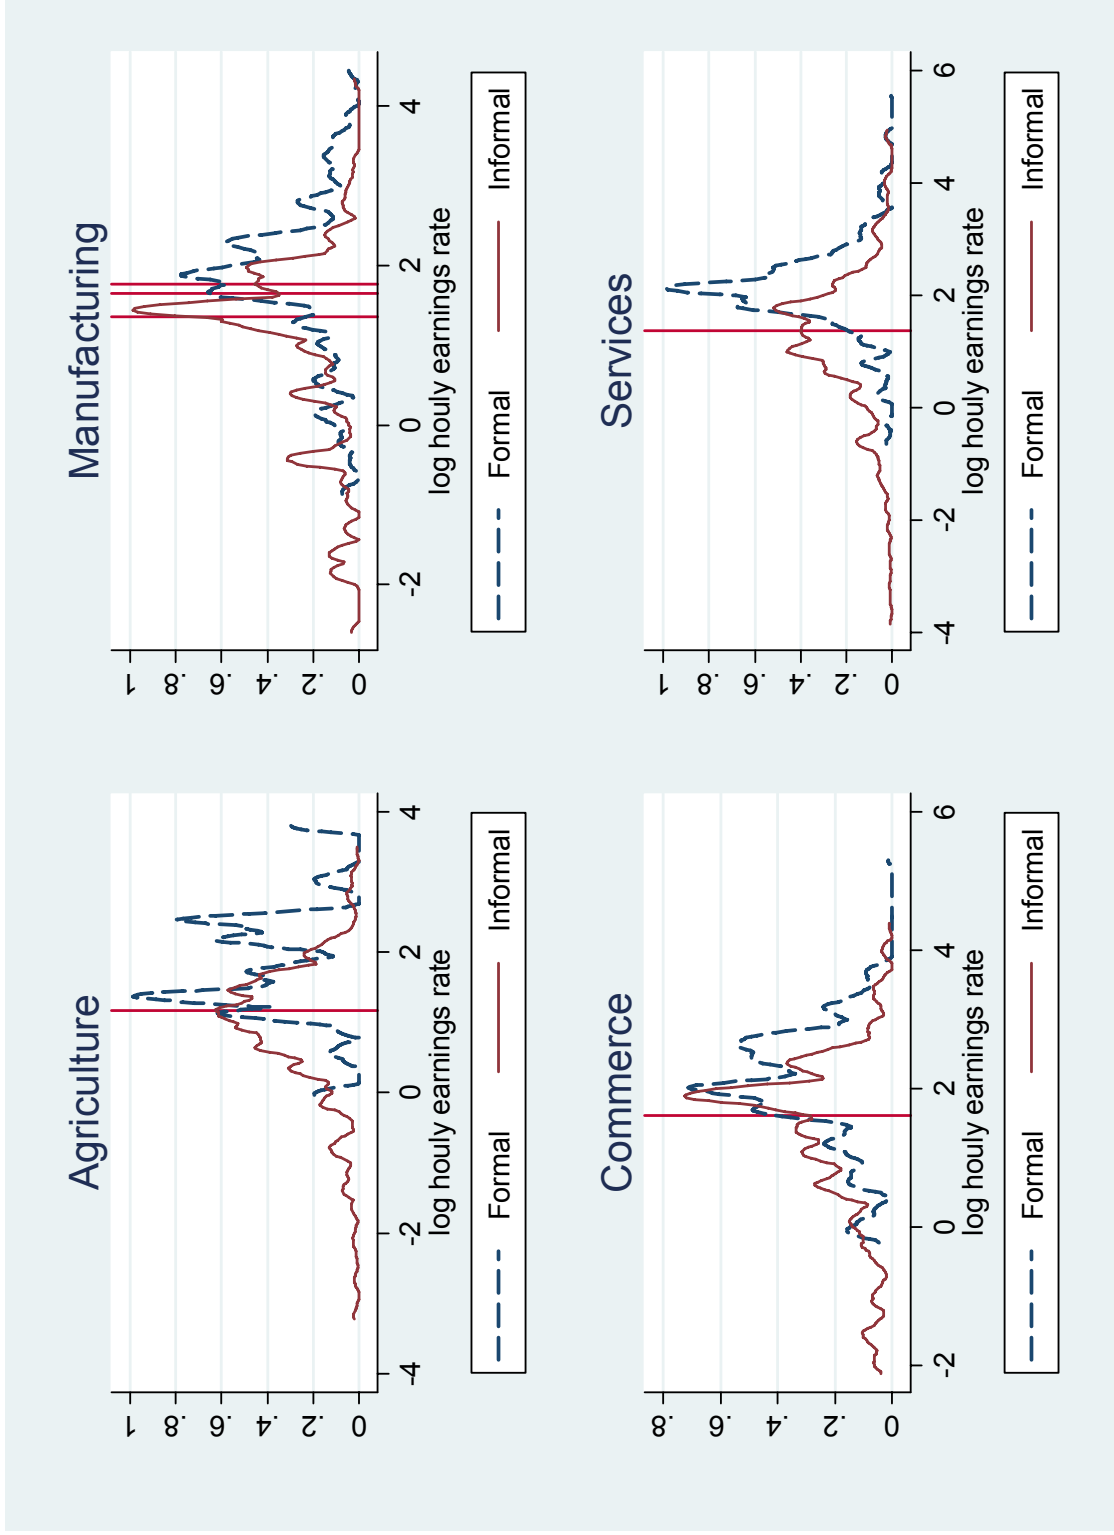 Agriculture
0 .2 .4 .6 .8 1
-4 -2 0 2 4
log houly earnings rate
Formal Informal
Manufacturing
0 .2 .4 .6 .8 1
-2 0 2 4
log houly earnings rate
Formal Informal
Commerce
0 .2 .4 .6 .8
-2 0 2 4 6
log houly earnings rate
Formal Informal
Services
0 .2 .4 .6 .8 1
-4 -2 0 2 4 6
log houly earnings rate
Formal Informal